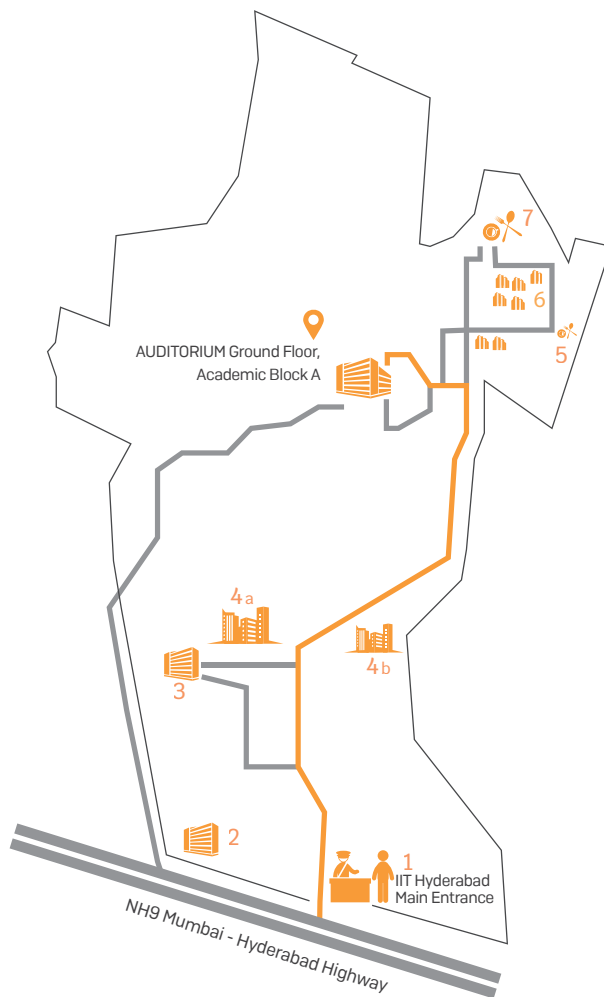 7
6
5
AUDITORIUM Ground Floor,
Academic Block A
4a
4b
3
2
1
IIT Hyderabad
Main Entrance
NH9 Mumbai - Hyderabad Highway